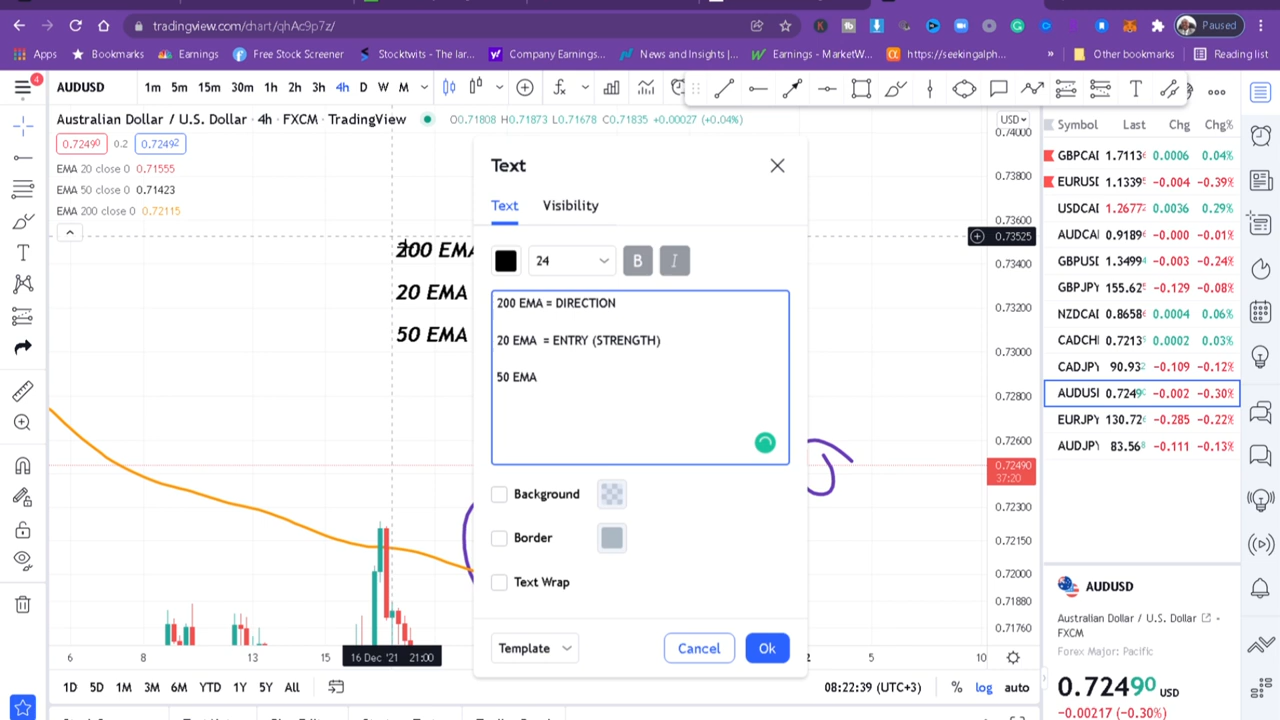 tradingview.com/chart/qhAc9p7z/
Paused
Apps
Bookmarks
Earnings
Free Stock Screener
Stocktwits - The lar...
Company Earnings...
News and Insights |...
Earnings - MarketW...
https://seekingalph...
»
Other bookmarks
Reading list
4
AUDUSD
1m 5m 15m 30m 1h 2h 3h 4h D W M
Australian Dollar / U.S. Dollar · 4h · FXCM · TradingView
O0.71808 H0.71873 L0.71678 C0.71835 +0.00027 (+0.04%)
0.72490 0.2 0.72492
EMA 20 close 0 0.71555
EMA 50 close 0 0.71423
EMA 200 close 0 0.72115
200 EMA
20 EMA
50 EMA
Text
Text Visibility
24 B I
200 EMA = DIRECTION
20 EMA = ENTRY (STRENGTH)
50 EMA
Background
Border
Text Wrap
Template
Cancel
Ok
USD
0.74000
0.73800
0.73600
0.73525
0.73400
0.73200
0.73000
0.72800
0.72600
0.72490
37:20
0.72300
0.72150
0.72000
0.71880
0.71760
6 8 13 15 16 Dec '21 21:00 2 5 10
1D 5D 1M 3M 6M YTD 1Y 5Y All
08:22:39 (UTC+3) % log auto
Symbol Last Chg Chg%
GBPCAI 1.7113 0.0006 0.04%
EURUSI 1.1339 -0.004 -0.39%
USDCAI 1.2677 0.0036 0.29%
AUDCAI 0.9189 -0.000 -0.01%
GBPUSI 1.3499 -0.003 -0.24%
GBPJPY 155.62 -0.129 -0.08%
NZDCAI 0.8658 0.0004 0.06%
CADCHI 0.7213 0.0002 0.03%
CADJPY 90.93 -0.109 -0.12%
AUDUSI 0.7249 -0.002 -0.30%
EURJPY 130.72 -0.285 -0.22%
AUDJPY 83.56 -0.111 -0.13%
AUDUSD
Australian Dollar / U.S. Dollar
FXCM
Forex Major: Pacific
0.72490 USD
-0.00217 (-0.30%)